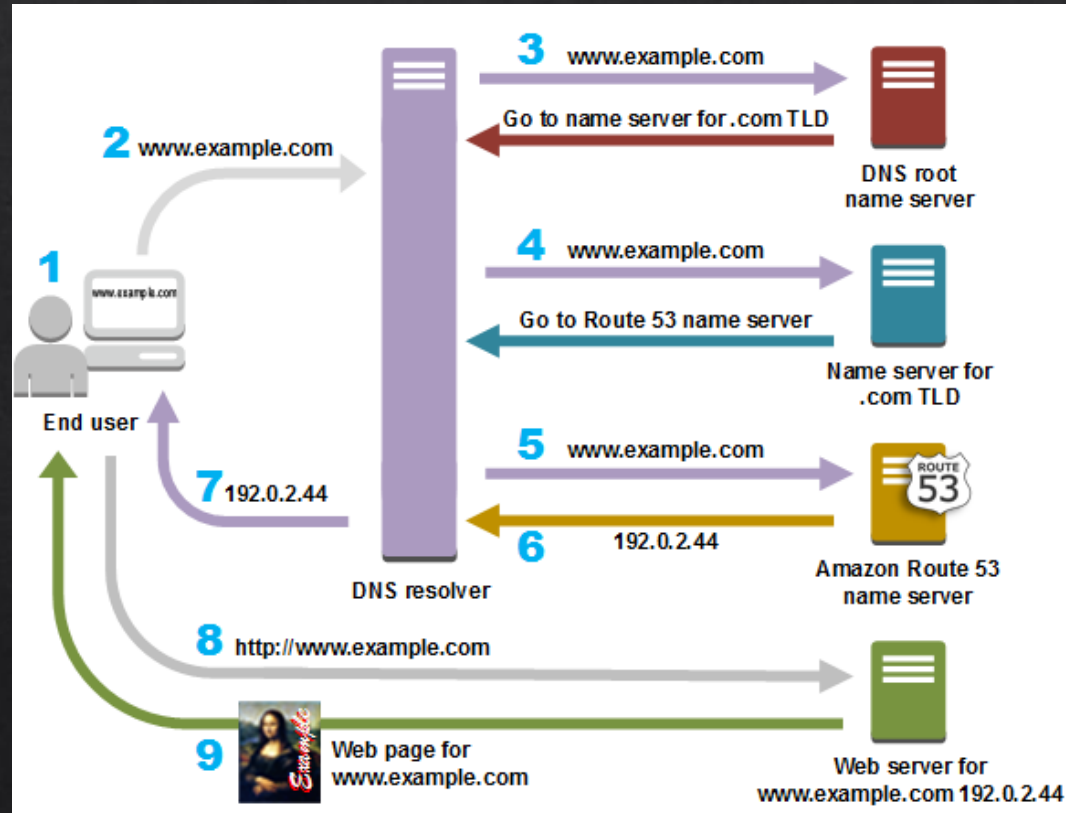 3 www.example.com
Go to name server for .com TLD
DNS root
name server
2 www.example.com
1
www.example.com
End user
4 www.example.com
Go to Route 53 name server
Name server for
.com TLD
5 www.example.com
ROUTE
53
6 192.0.2.44
Amazon Route 53
name server
7 192.0.2.44
DNS resolver
8 http://www.example.com
9
Example
Web page for
www.example.com
Web server for
www.example.com 192.0.2.44